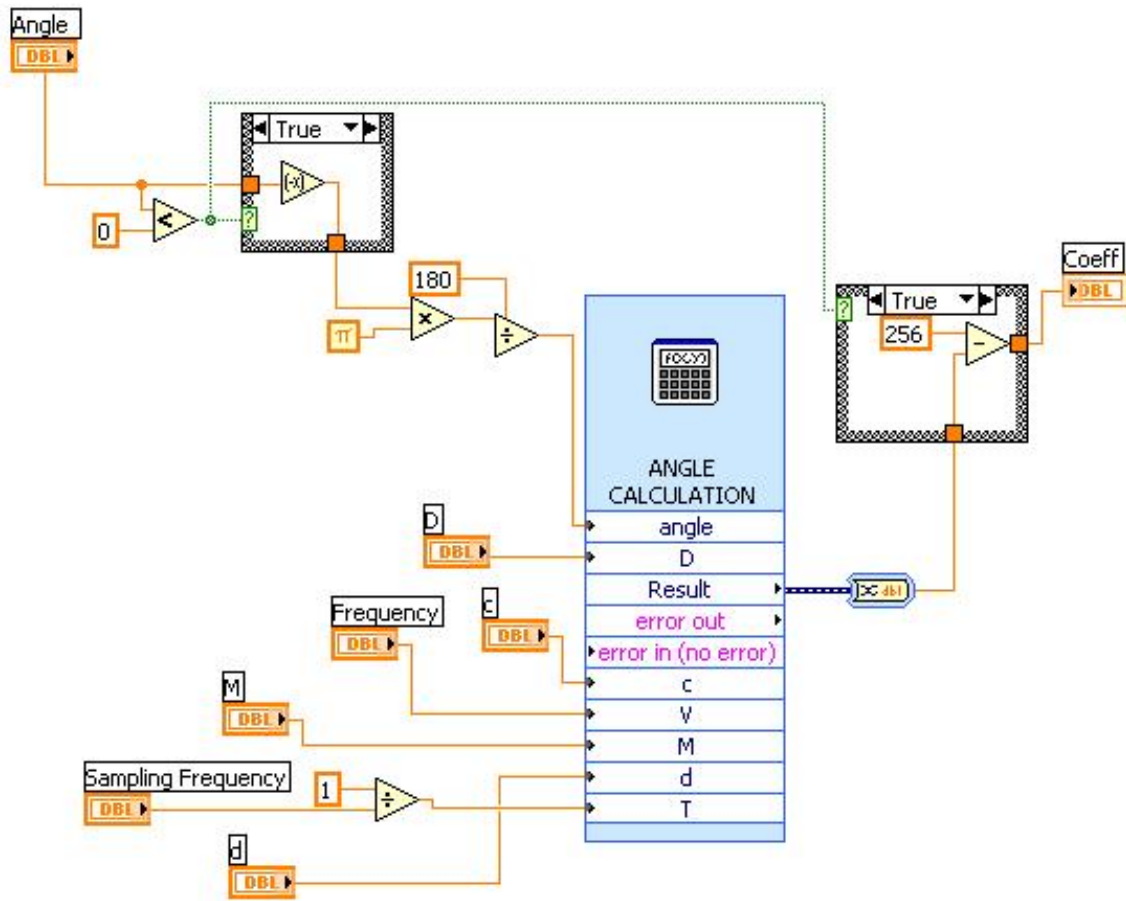 Angle
DBL
True
(-x)
0
<
?
180
π
×
÷
f(x,y)
ANGLE
CALCULATION
angle
D
Result
error out
error in (no error)
c
V
M
d
T
D
DBL
c
DBL
Frequency
DBL
M
DBL
Sampling Frequency
DBL
1
÷
d
DBL
dbl
?
True
256
-
Coeff
DBL